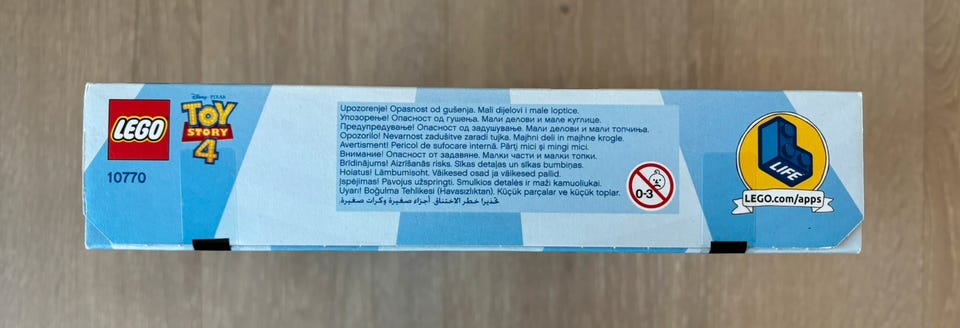 LEGO
Disney · PIXAR
TOY
STORY
4
10770
Upozorenje! Opasnost od gušenja. Mali dijelovi i male loptice.
Упозорење! Опасност од гушења. Мали делови и мале куглице.
Предупредување! Опасност од задушување. Мали делови и мали топчиња.
Opozorilo! Nevarnost zadušitve zaradi tujka. Majhni deli in majhne krogle.
Avertisment! Pericol de sufocare internă. Părți mici și mingi mici.
Внимание! Опасност от задавяне. Малки части и малки топки.
Brīdinājums! Aizrīšanās risks. Sīkas detaļas un sīkas bumbiņas.
Hoiatus! Lämbumisoht. Väikesed osad ja väikesed pallid.
Įspėjimas! Pavojus užspringti. Smulkios detalės ir maži kamuoliukai.
Uyarı! Boğulma Tehlikesi (Havasızlıktan). Küçük parçalar ve küçük toplar.
تحذير! خطر الاختناق. أجزاء صغيرة وكرات صغيرة.
0-3
LIFE
LEGO.com/apps